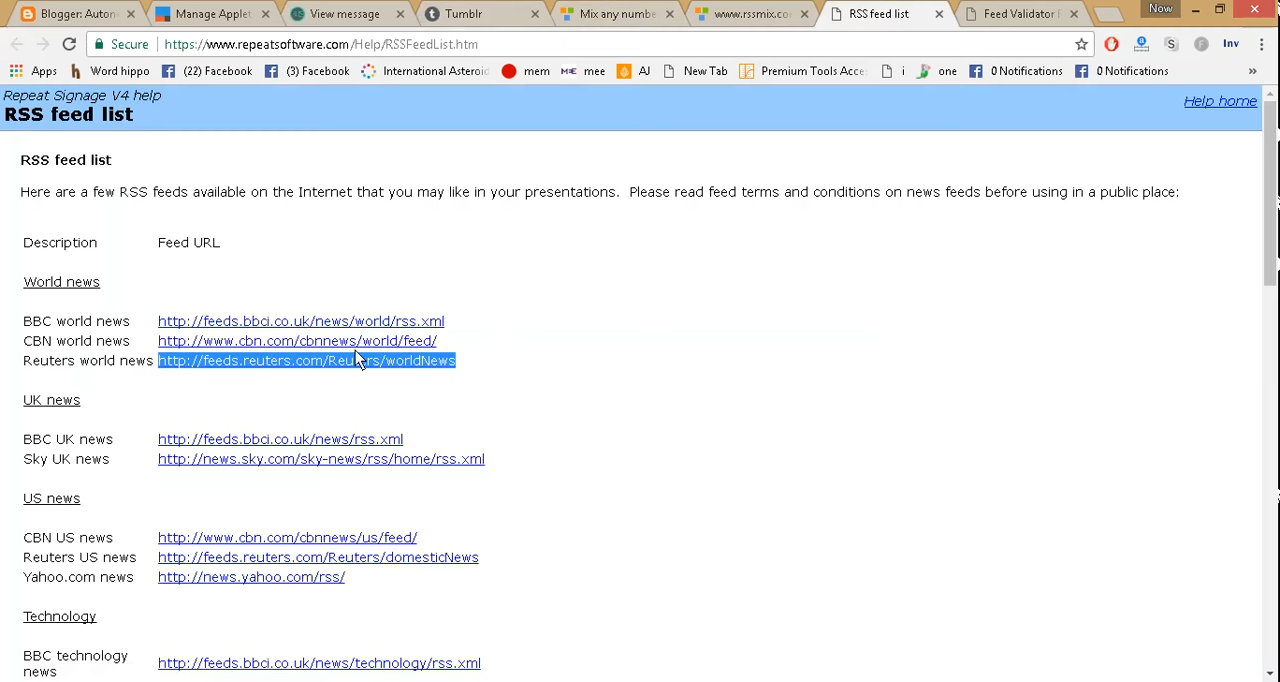 Blogger: Auton
Manage Applet
View message
Tumblr
Mix any numbe
www.rssmix.co
RSS feed list
Feed Validator
Now
Secure
https://www.repeatsoftware.com/Help/RSSFeedList.htm
Inv
Apps
Word hippo
(22) Facebook
(3) Facebook
International Asteroi
mem
mee
AJ
New Tab
Premium Tools Acce
i
one
0 Notifications
0 Notifications
»
Repeat Signage V4 help
RSS feed list
Help home
RSS feed list
Here are a few RSS feeds available on the Internet that you may like in your presentations. Please read feed terms and conditions on news feeds before using in a public place:
Description Feed URL
World news
BBC world news http://feeds.bbci.co.uk/news/world/rss.xml
CBN world news http://www.cbn.com/cbnnews/world/feed/
Reuters world news http://feeds.reuters.com/Reuters/worldNews
UK news
BBC UK news http://feeds.bbci.co.uk/news/rss.xml
Sky UK news http://news.sky.com/sky-news/rss/home/rss.xml
US news
CBN US news http://www.cbn.com/cbnnews/us/feed/
Reuters US news http://feeds.reuters.com/Reuters/domesticNews
Yahoo.com news http://news.yahoo.com/rss/
Technology
BBC technology
news
http://feeds.bbci.co.uk/news/technology/rss.xml